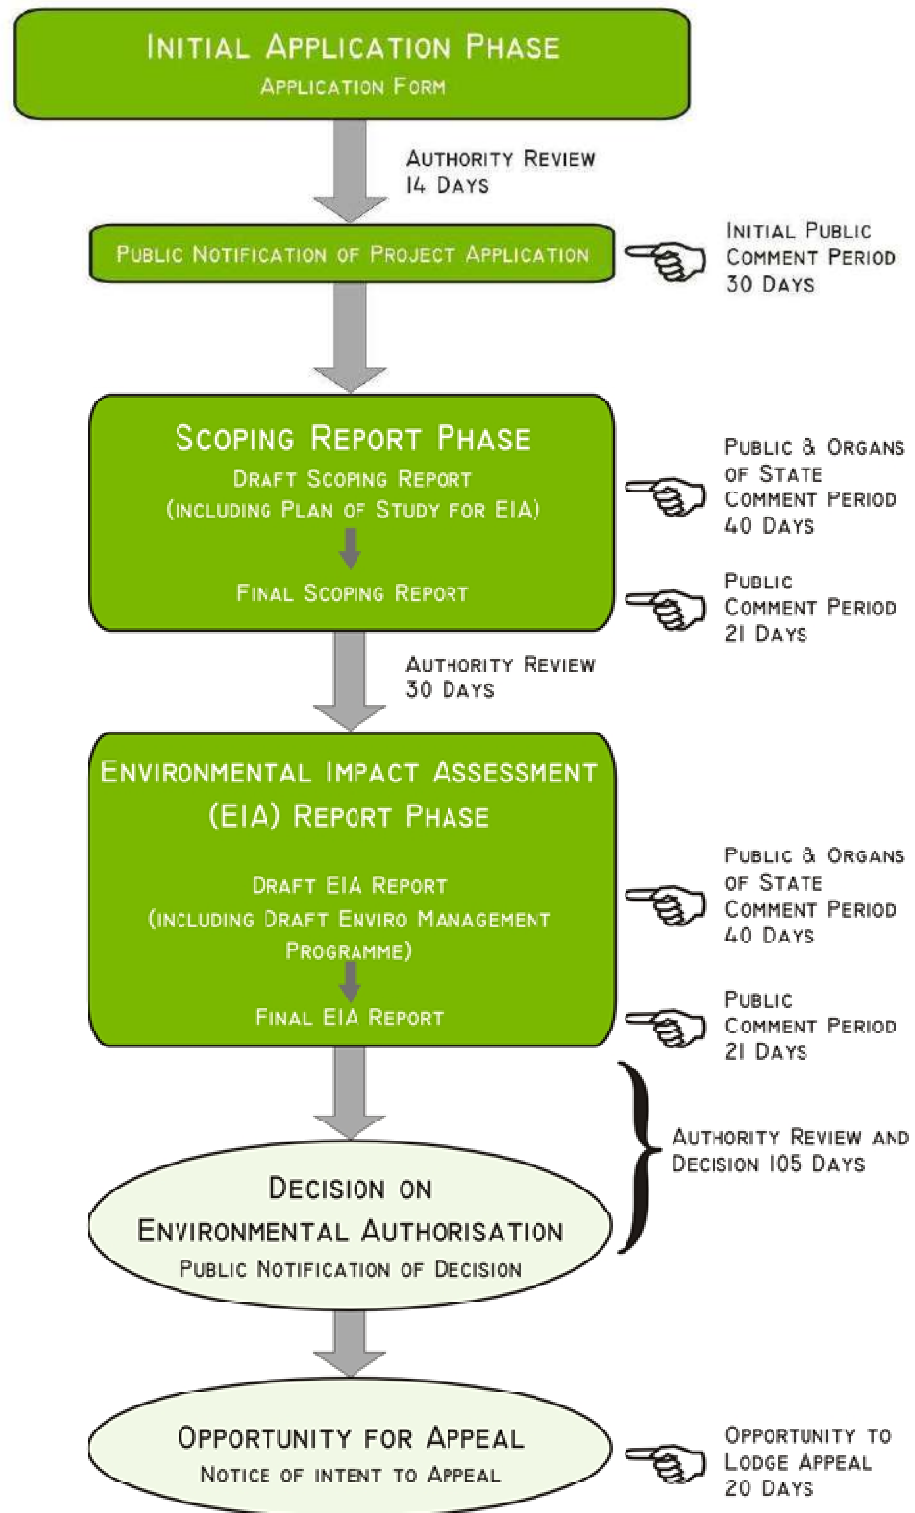 INITIAL APPLICATION PHASE
APPLICATION FORM
AUTHORITY REVIEW
14 DAYS
PUBLIC NOTIFICATION OF PROJECT APPLICATION
INITIAL PUBLIC
COMMENT PERIOD
30 DAYS
SCOPING REPORT PHASE
DRAFT SCOPING REPORT
(INCLUDING PLAN OF STUDY FOR EIA)
PUBLIC & ORGANS
OF STATE
COMMENT PERIOD
40 DAYS
FINAL SCOPING REPORT
PUBLIC
COMMENT PERIOD
21 DAYS
AUTHORITY REVIEW
30 DAYS
ENVIRONMENTAL IMPACT ASSESSMENT
(EIA) REPORT PHASE
DRAFT EIA REPORT
(INCLUDING DRAFT ENVIRO MANAGEMENT
PROGRAMME)
PUBLIC & ORGANS
OF STATE
COMMENT PERIOD
40 DAYS
FINAL EIA REPORT
PUBLIC
COMMENT PERIOD
21 DAYS
AUTHORITY REVIEW AND
DECISION 105 DAYS
DECISION ON
ENVIRONMENTAL AUTHORISATION
PUBLIC NOTIFICATION OF DECISION
OPPORTUNITY FOR APPEAL
NOTICE OF INTENT TO APPEAL
OPPORTUNITY TO
LODGE APPEAL
20 DAYS